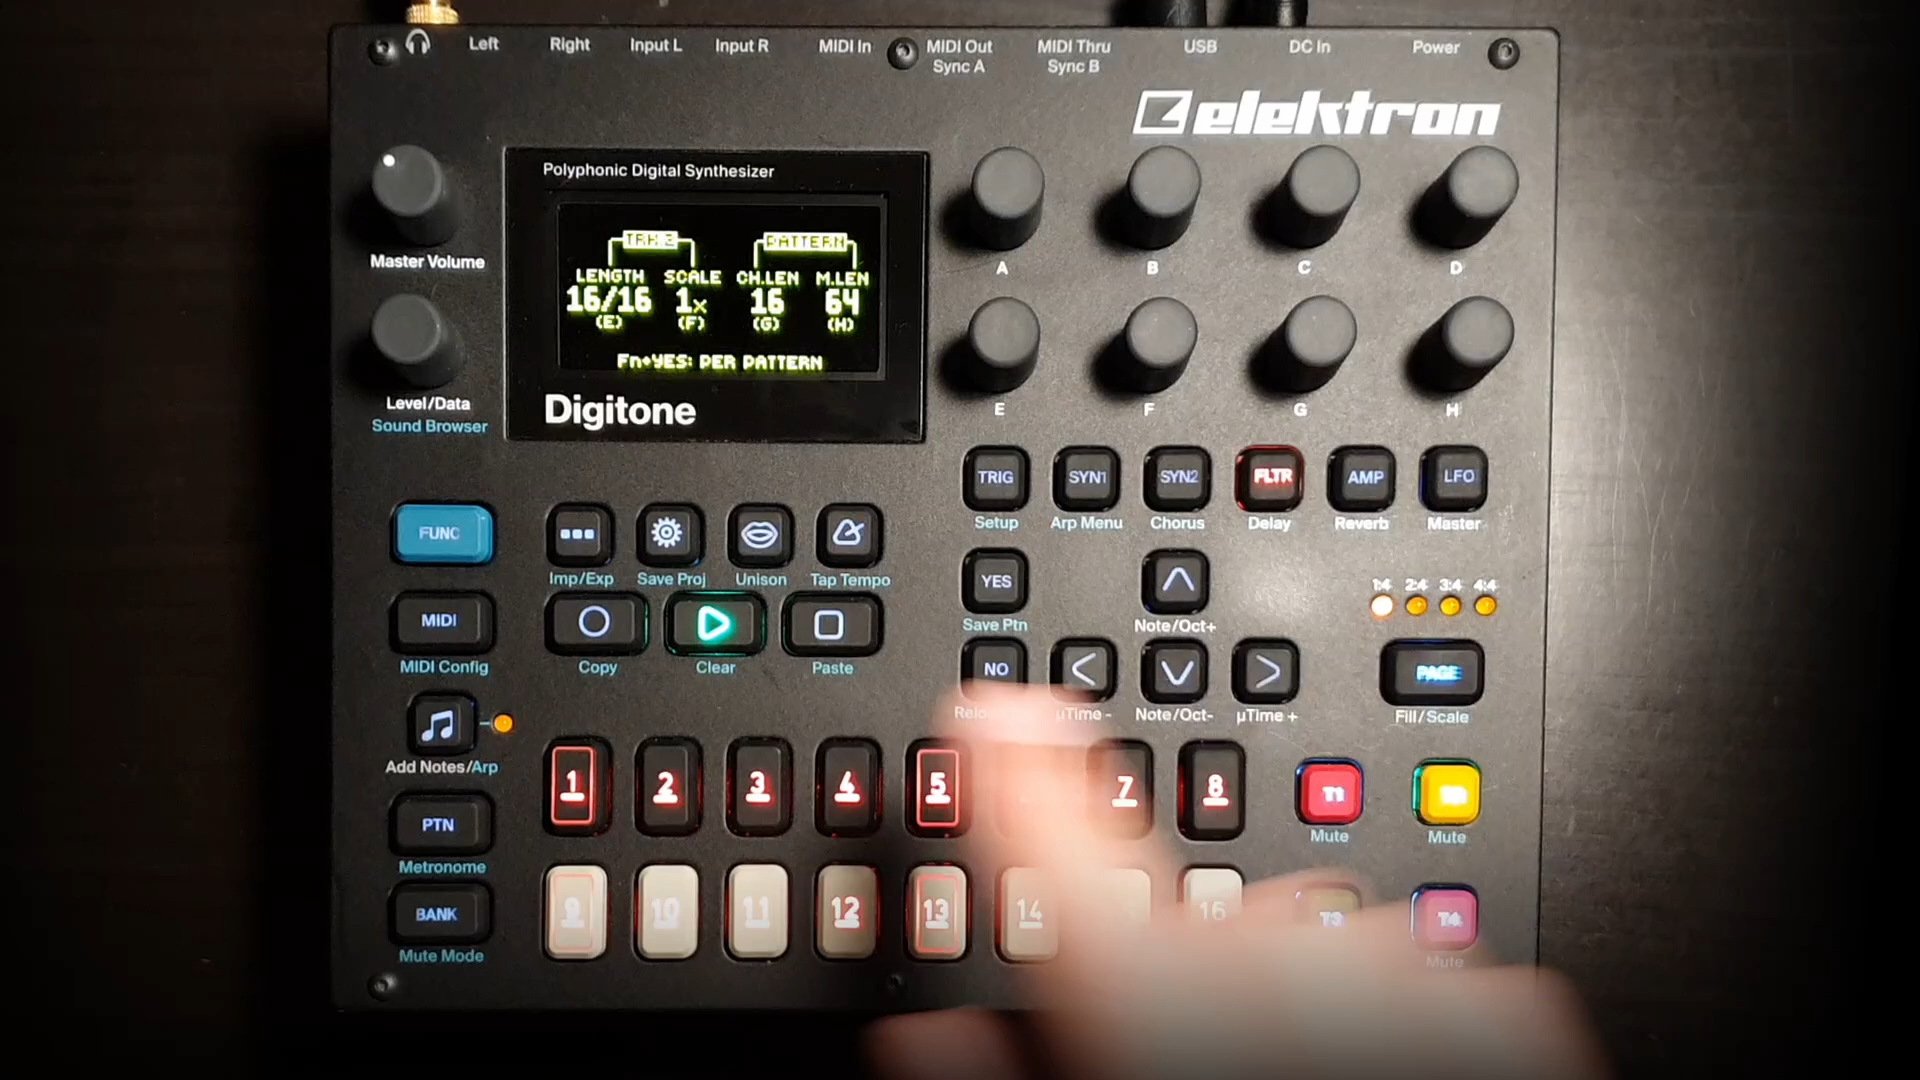 Left Right Input L Input R MIDI In MIDI Out MIDI Thru USB DC In Power
Sync A Sync B
elektron
Polyphonic Digital Synthesizer
TRK 2 PATTERN
LENGTH SCALE CH.LEN M.LEN
16/16 1x 16 64
(E) (F) (G) (H)
Fn+YES: PER PATTERN
Digitone
Master Volume
Level/Data
Sound Browser
A B C D
E F G H
TRIG SYN1 SYN2 FLTR AMP LFO
Setup Arp Menu Chorus Delay Reverb Master
FUNC
Imp/Exp Save Proj Unison Tap Tempo
YES
Save Ptn Note/Oct+
1:4 2:4 3:4 4:4
MIDI
MIDI Config
Copy Clear Paste
NO PAGE
µTime - Note/Oct- µTime + Fill/Scale
Add Notes/Arp
1 2 3 4 5 7 8 T1
Mute Mute
PTN
Metronome
BANK
Mute Mode
9 10 11 12 13 14 16 T3 T4
Mute